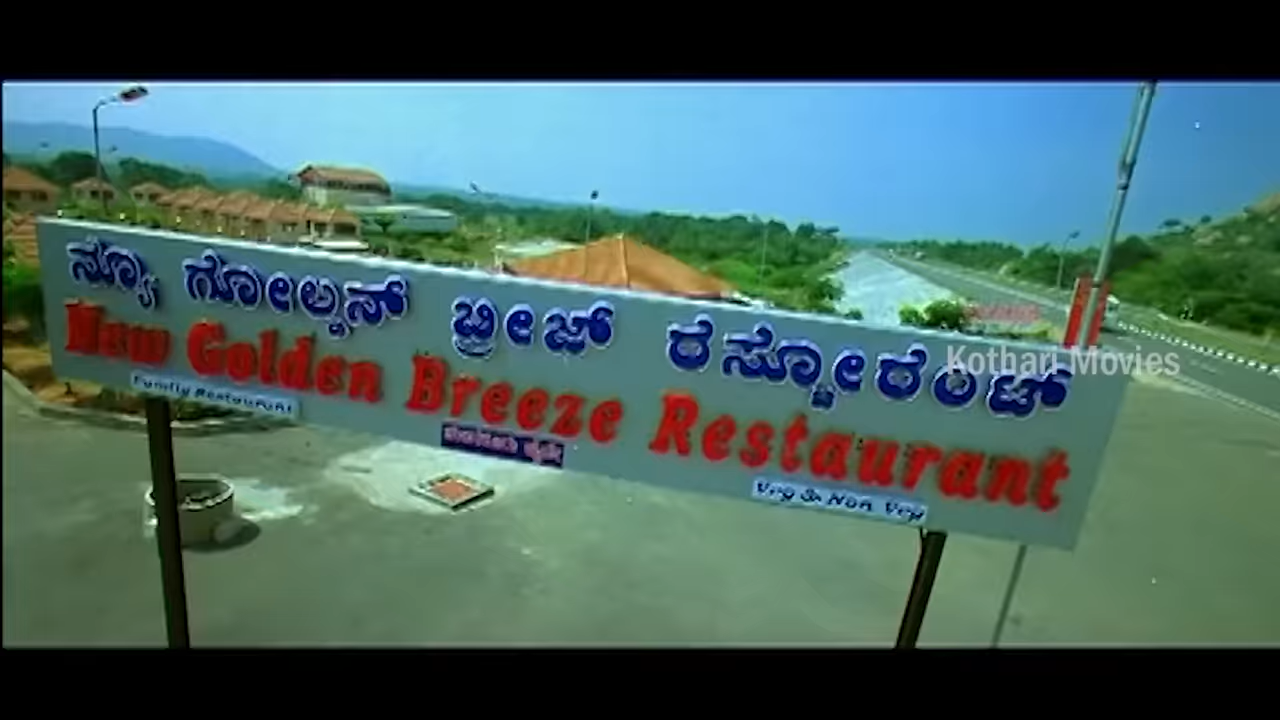 ನ್ಯೂ ಗೋಲ್ಡನ್ ಬ್ರೀಜ್ ರೆಸ್ಟೋರೆಂಟ್
New Golden Breeze Restaurant
Family Restaurant
Veg & Non Veg
Kothari Movies